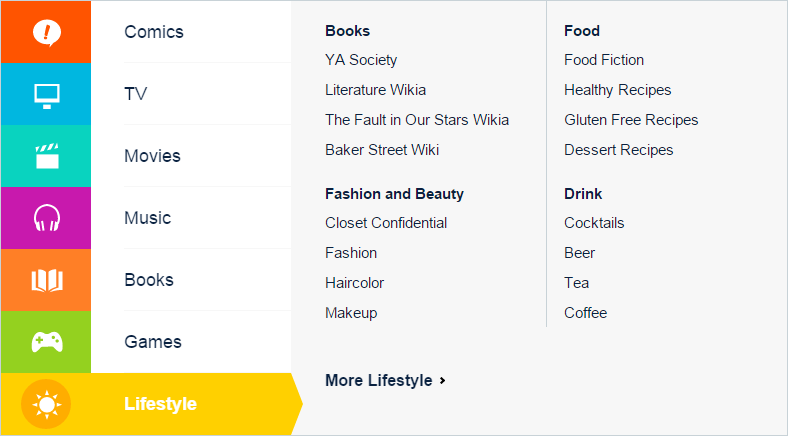 Comics
TV
Movies
Music
Books
Games
Lifestyle
Books
YA Society
Literature Wikia
The Fault in Our Stars Wikia
Baker Street Wiki
Fashion and Beauty
Closet Confidential
Fashion
Haircolor
Makeup
Food
Food Fiction
Healthy Recipes
Gluten Free Recipes
Dessert Recipes
Drink
Cocktails
Beer
Tea
Coffee
More Lifestyle